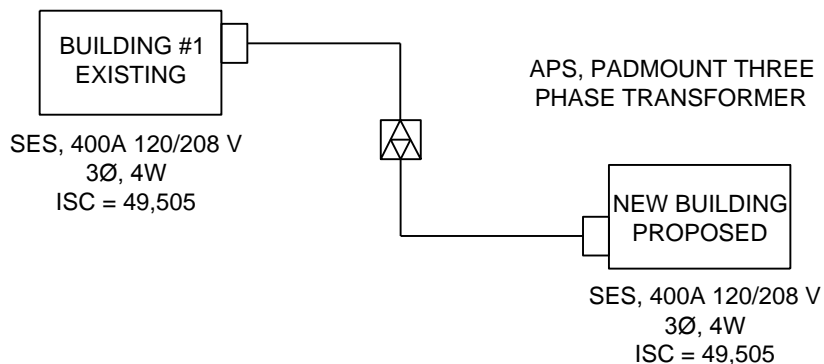 BUILDING #1
EXISTING
SES, 400A 120/208 V
3Ø, 4W
ISC = 49,505
APS, PADMOUNT THREE
PHASE TRANSFORMER
NEW BUILDING
PROPOSED
SES, 400A 120/208 V
3Ø, 4W
ISC = 49,505